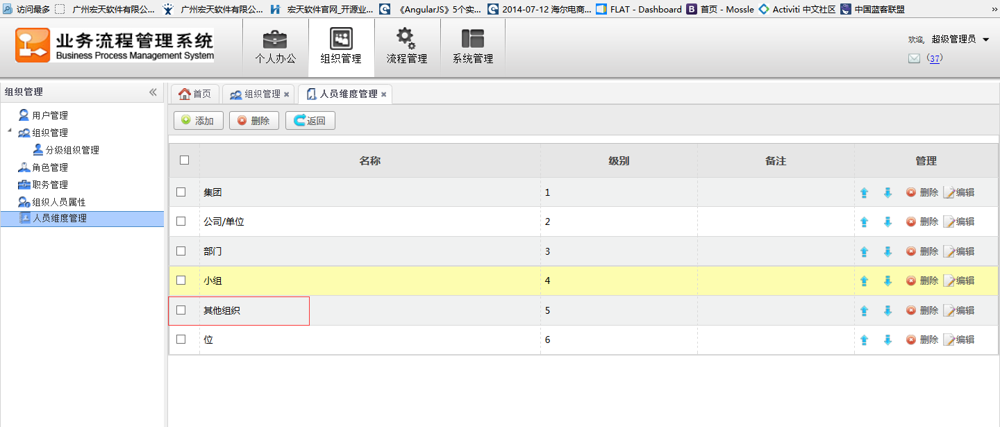 访问最多 广州宏天软件有限公... 广州宏天软件有限公... 宏天软件官网_开源业... 《AngularJS》5个实... 2014-07-12 海尔电商... FLAT - Dashboard B 首页 - Mossle Activiti 中文社区 中国蓝客联盟 »
业务流程管理系统
Business Process Management System
个人办公 组织管理 流程管理 系统管理
欢迎, 超级管理员
(37)
组织管理
用户管理
组织管理
分级组织管理
角色管理
职务管理
组织人员属性
人员维度管理
首页 组织管理 人员维度管理
添加 删除 返回
名称 级别 备注 管理
集团 1 删除 编辑
公司/单位 2 删除 编辑
部门 3 删除 编辑
小组 4 删除 编辑
其他组织 5 删除 编辑
位 6 删除 编辑